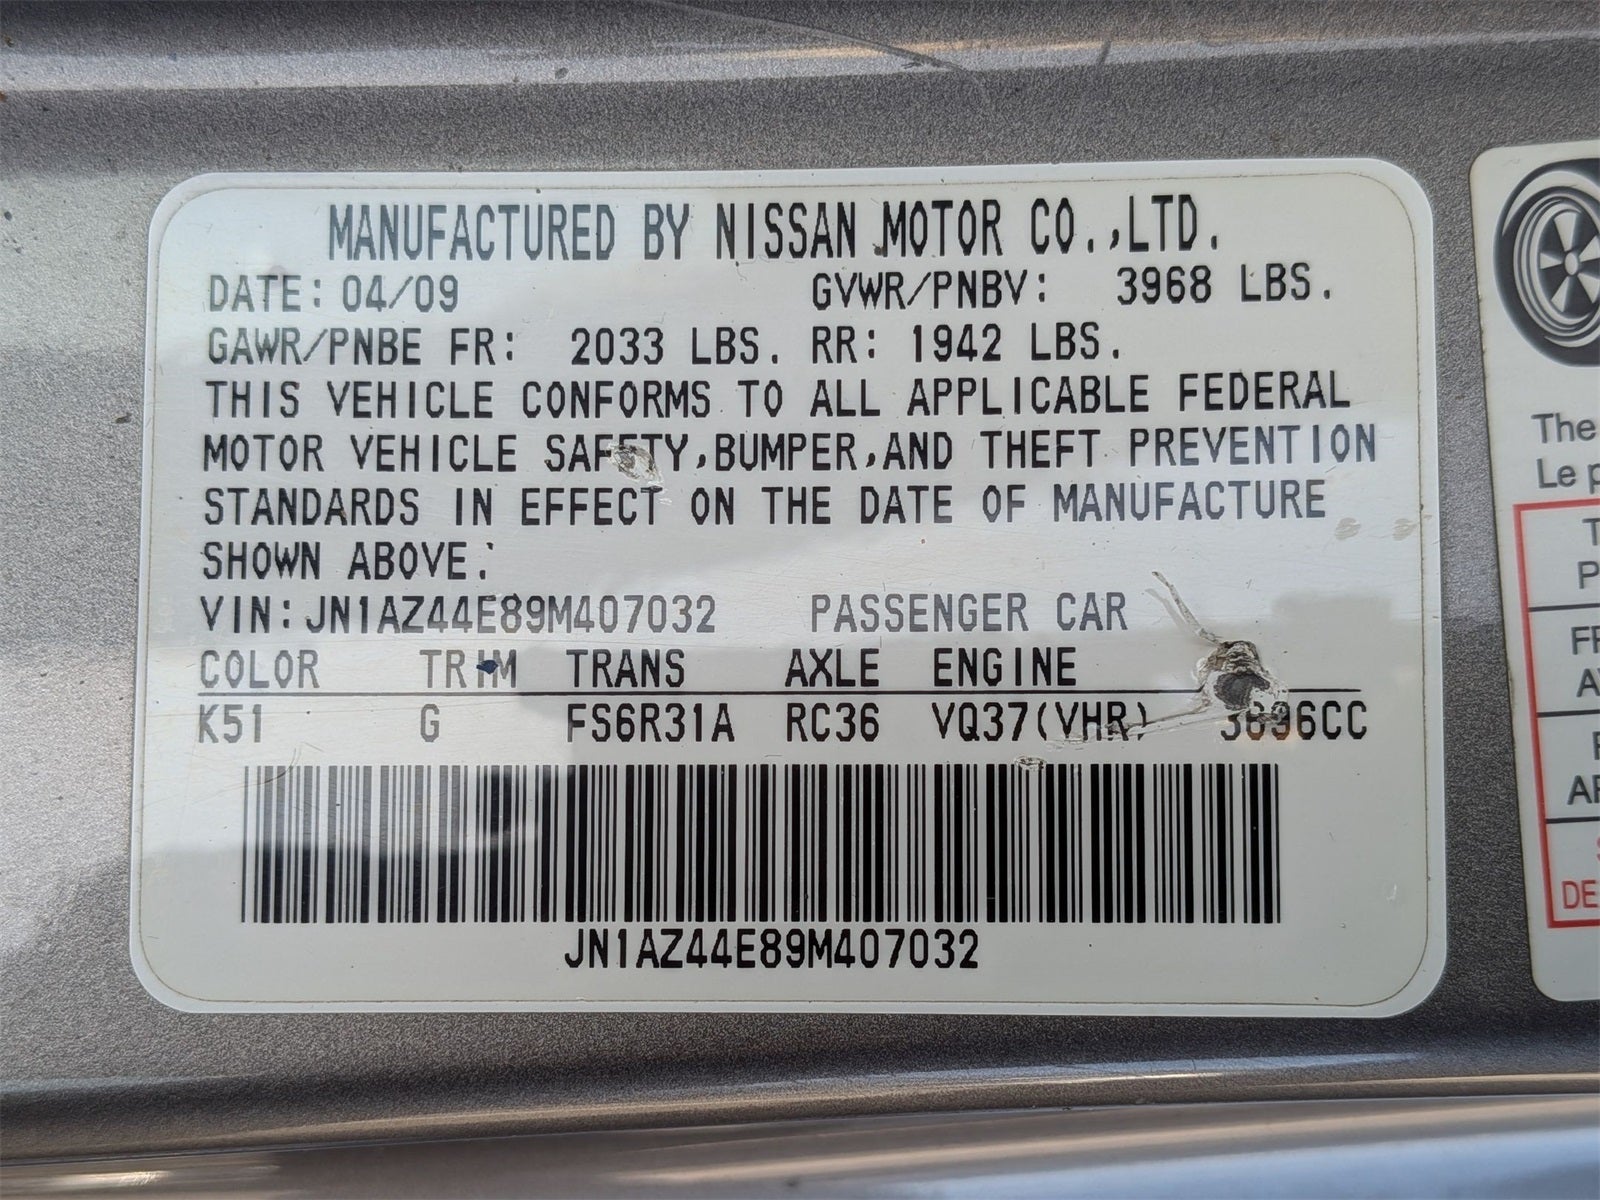 MANUFACTURED BY NISSAN MOTOR CO.,LTD.
DATE: 04/09 GVWR/PNBV: 3968 LBS.
GAWR/PNBE FR: 2033 LBS. RR: 1942 LBS.
THIS VEHICLE CONFORMS TO ALL APPLICABLE FEDERAL
MOTOR VEHICLE SAFETY,BUMPER,AND THEFT PREVENTION
STANDARDS IN EFFECT ON THE DATE OF MANUFACTURE
SHOWN ABOVE:
VIN:JN1AZ44E89M407032 PASSENGER CAR
COLOR TRIM TRANS AXLE ENGINE
K51 G FS6R31A RC36 VQ37(VHR) 3696CC
JN1AZ44E89M407032
The
Le